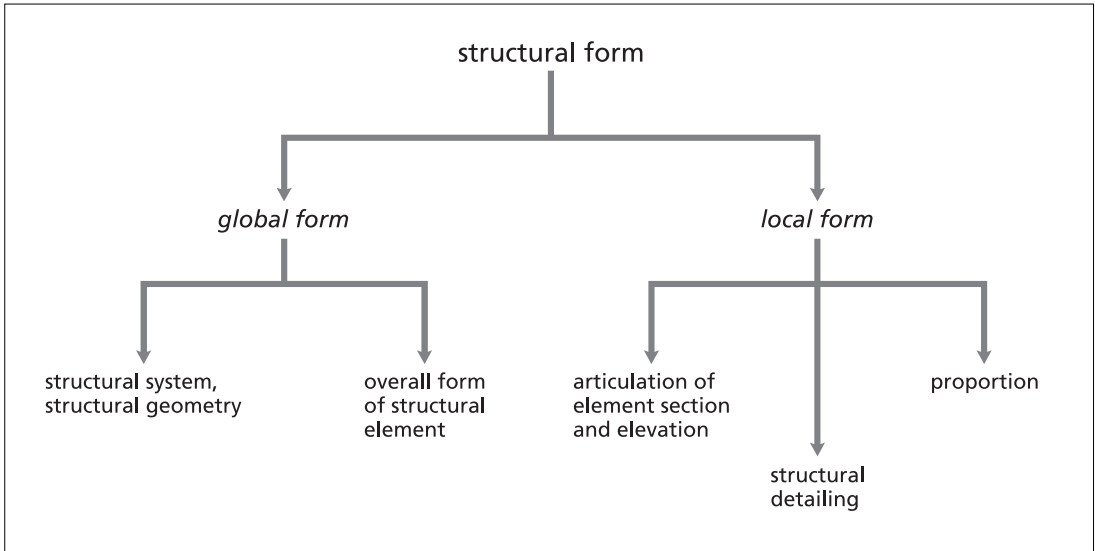 structural form
global form
local form
structural system,
structural geometry
overall form
of structural
element
articulation of
element section
and elevation
structural
detailing
proportion